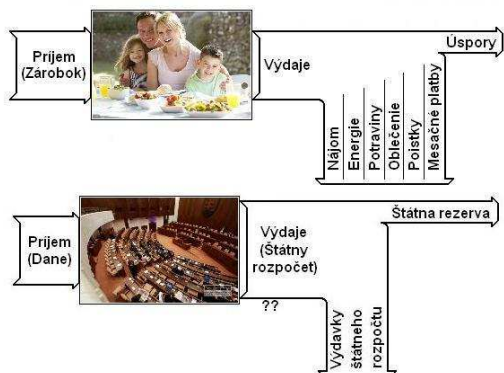 Príjem
(Zárobok)
Výdaje
Úspory
Nájom
Energie
Potraviny
Oblečenie
Poistky
Mesačné platby
Príjem
(Dane)
Výdaje
(Štátny
rozpočet)
??
Štátna rezerva
Výdavky
štátneho
rozpočtu